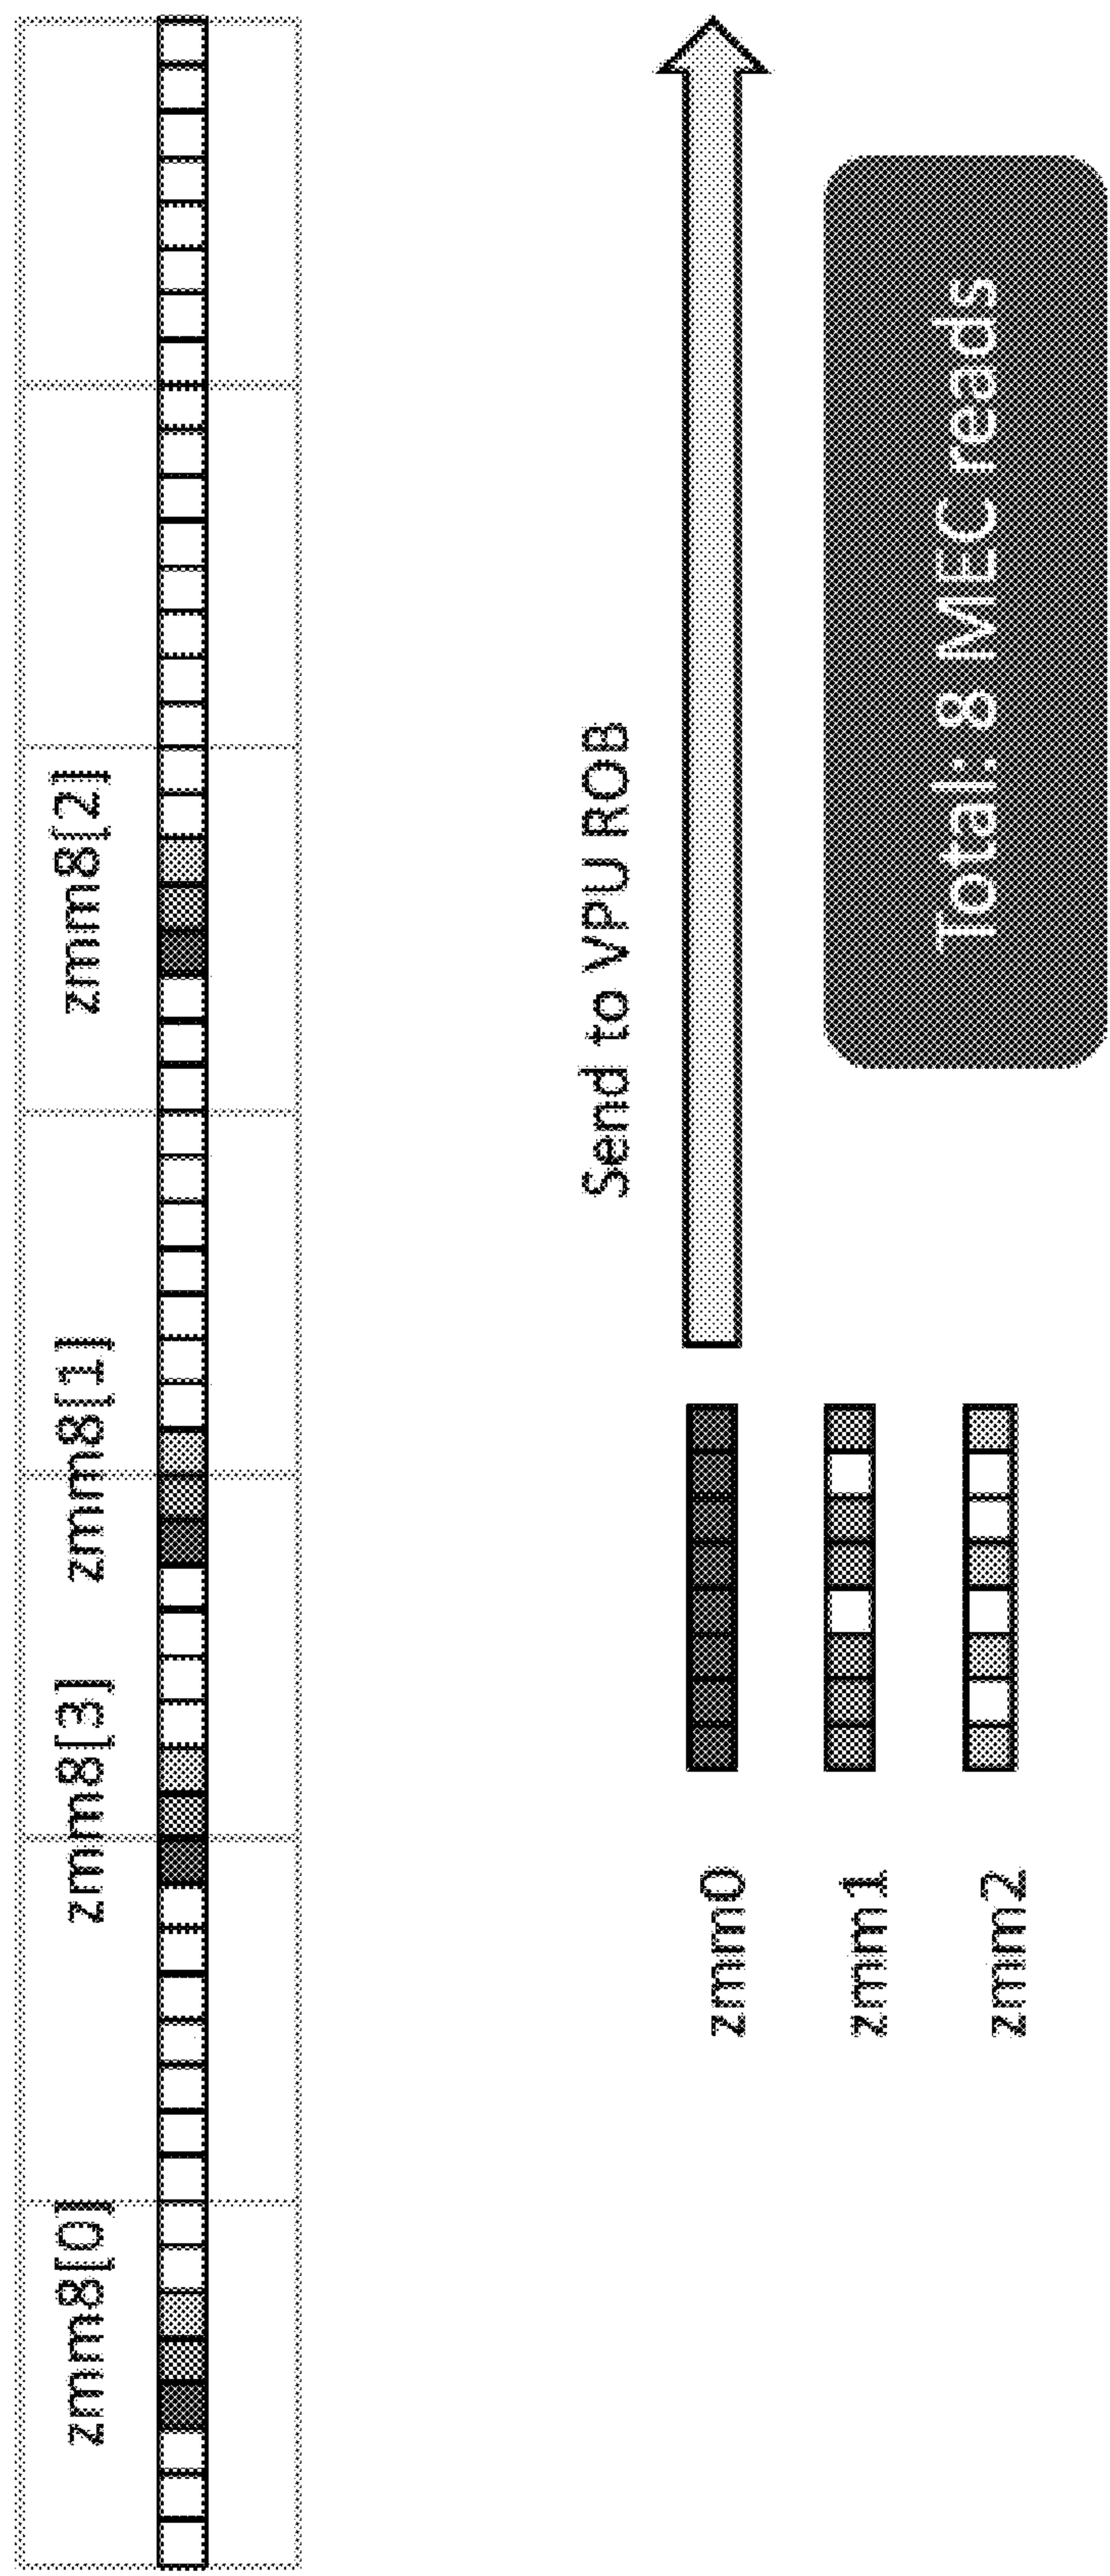 zmm8[0]
zmm8[3]
zmm8[1]
zmm8[2]
Send to VPU ROB
zmm0
zmm1
zmm2
Total: 8 MEC reads